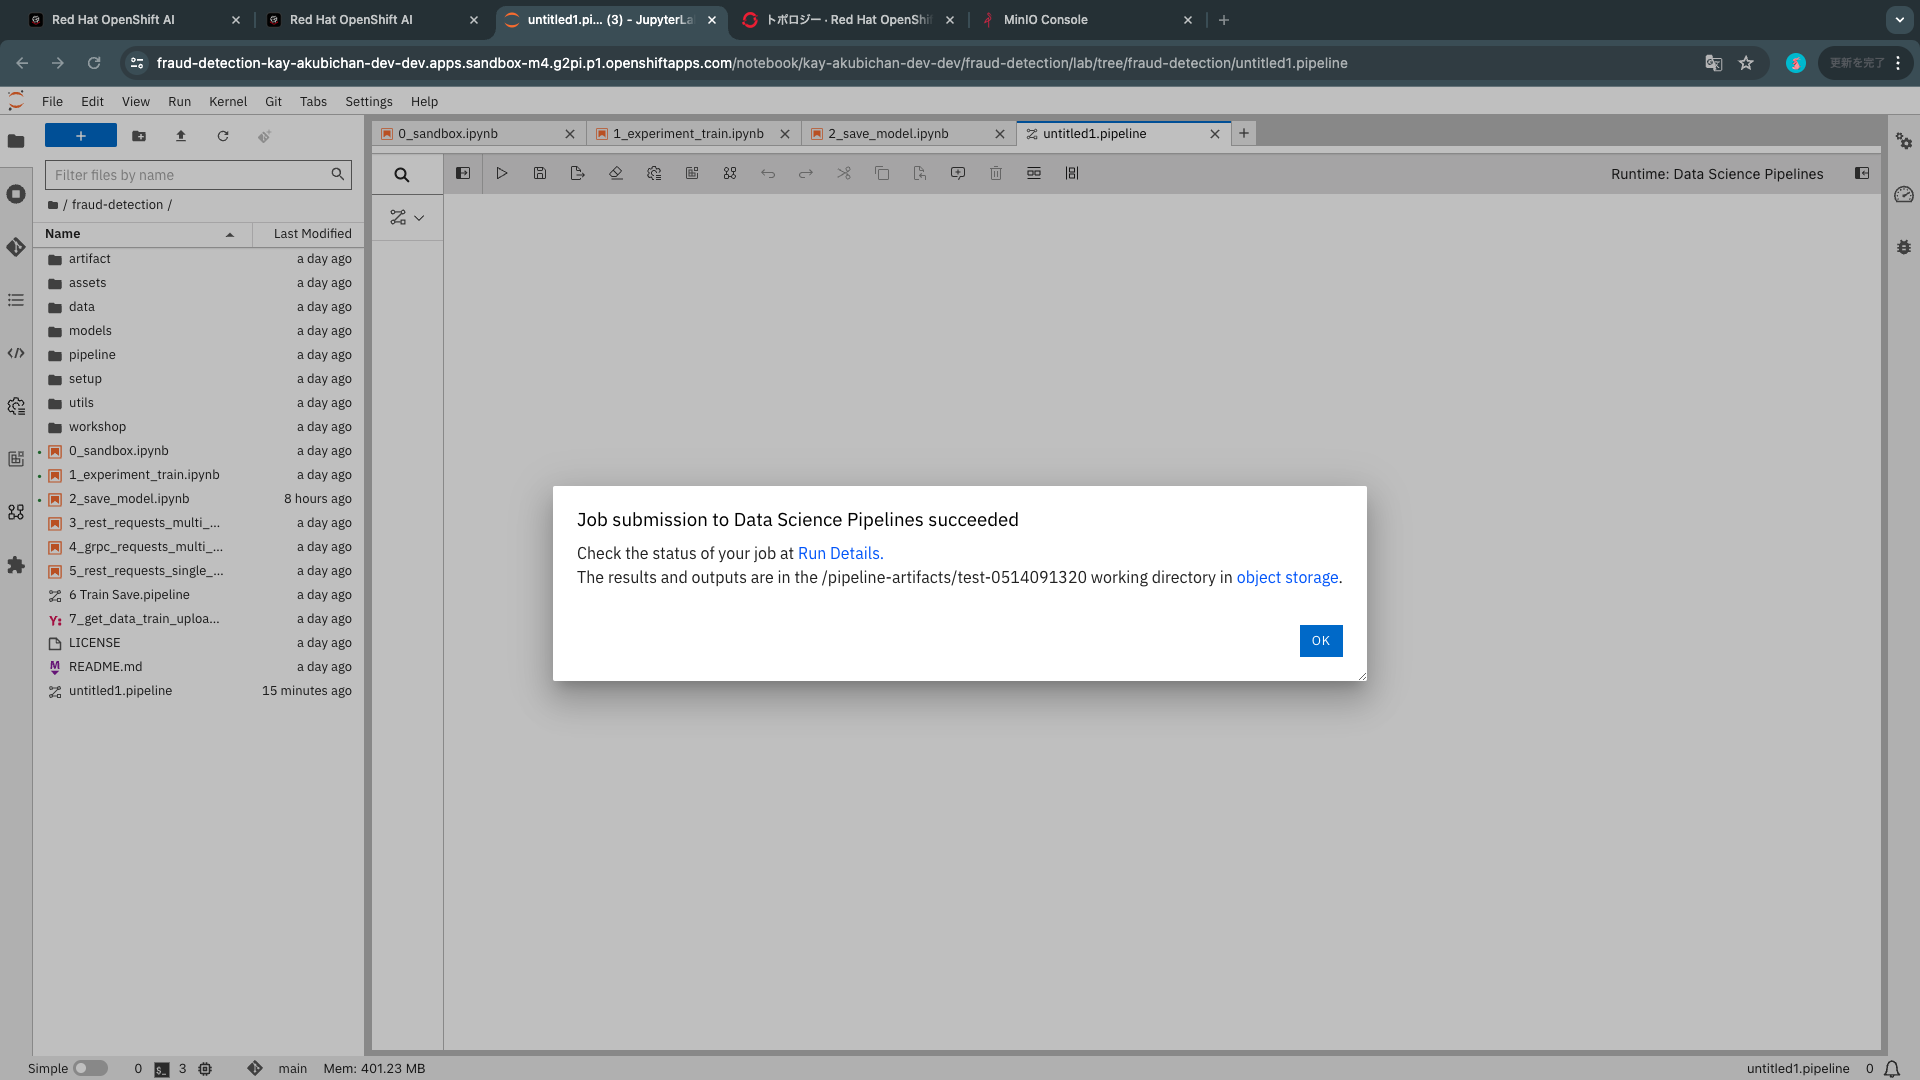 Red Hat OpenShift AI
Red Hat OpenShift AI
untitled1.pi... (3) - JupyterLa
トポロジー · Red Hat OpenShi
MinIO Console
fraud-detection-kay-akubichan-dev-dev.apps.sandbox-m4.g2pi.p1.openshiftapps.com/notebook/kay-akubichan-dev-dev/fraud-detection/lab/tree/fraud-detection/untitled1.pipeline
更新を完了
File Edit View Run Kernel Git Tabs Settings Help
0_sandbox.ipynb
1_experiment_train.ipynb
2_save_model.ipynb
untitled1.pipeline
Filter files by name
Runtime: Data Science Pipelines
/ fraud-detection /
Name Last Modified
artifact a day ago
assets a day ago
data a day ago
models a day ago
pipeline a day ago
setup a day ago
utils a day ago
workshop a day ago
0_sandbox.ipynb a day ago
1_experiment_train.ipynb a day ago
2_save_model.ipynb 8 hours ago
3_rest_requests_multi_... a day ago
4_grpc_requests_multi_... a day ago
5_rest_requests_single_... a day ago
6 Train Save.pipeline a day ago
Y: 7_get_data_train_uploa... a day ago
LICENSE a day ago
M README.md a day ago
untitled1.pipeline 15 minutes ago
Job submission to Data Science Pipelines succeeded
Check the status of your job at Run Details.
The results and outputs are in the /pipeline-artifacts/test-0514091320 working directory in object storage.
OK
Simple 0 $_ 3 main Mem: 401.23 MB
untitled1.pipeline 0